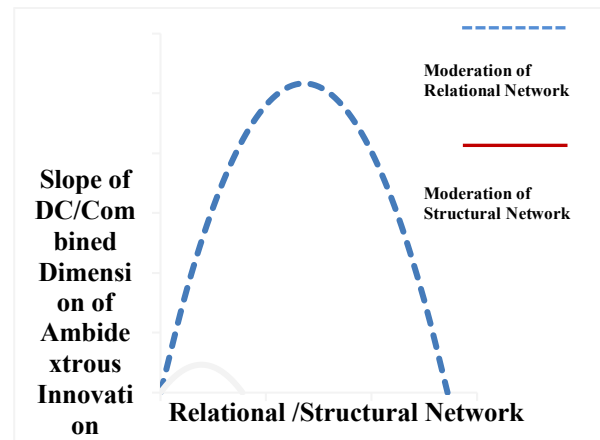 Moderation of
Relational Network
Moderation of
Structural Network
Slope of
DC/Com
bined
Dimensi
on of
Ambide
xtrous
Innovati
on
Relational /Structural Network